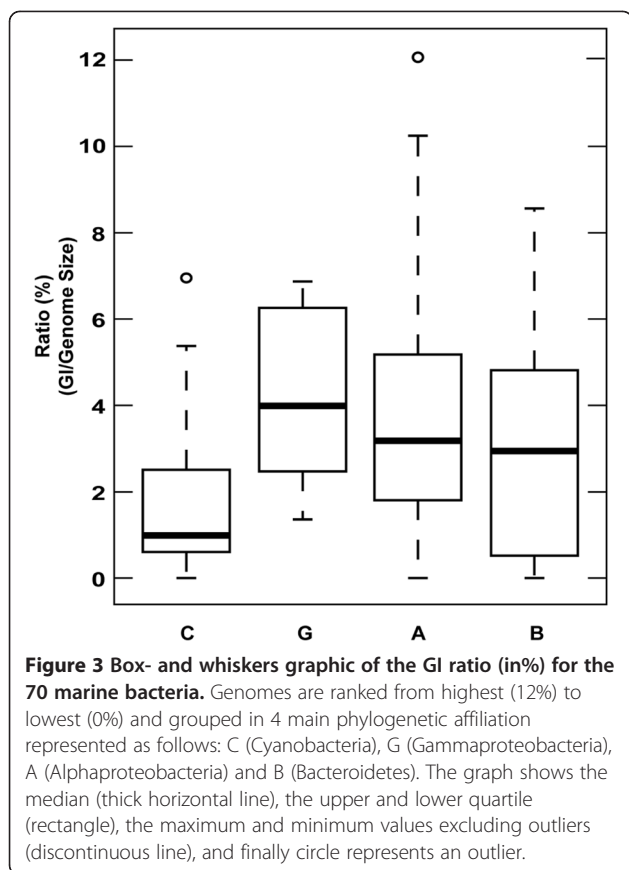 12
10
8
6
4
2
0
Ratio (%)
(GI/Genome Size)
C G A B
Figure 3 Box- and whiskers graphic of the GI ratio (in%) for the
70 marine bacteria. Genomes are ranked from highest (12%) to
lowest (0%) and grouped in 4 main phylogenetic affiliation
represented as follows: C (Cyanobacteria), G (Gammaproteobacteria),
A (Alphaproteobacteria) and B (Bacteroidetes). The graph shows the
median (thick horizontal line), the upper and lower quartile
(rectangle), the maximum and minimum values excluding outliers
(discontinuous line), and finally circle represents an outlier.